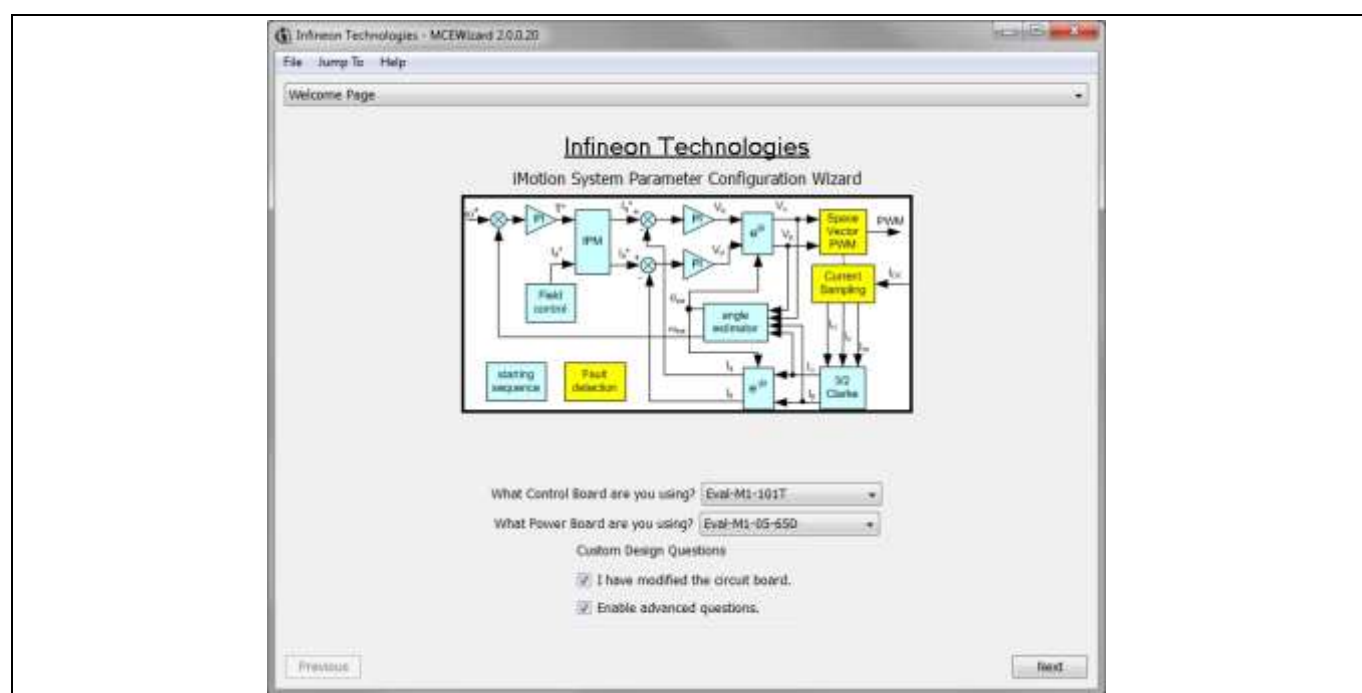 Infineon Technologies - MCEWizard 2.0.0.20
File Jump To Help
Welcome Page
Infineon Technologies
iMotion System Parameter Configuration Wizard
PI
IPM
PI
PI
Space
Vector
PWM
PWM
Current
Sampling
Field
control
angle
estimator
starting
sequence
Fault
detection
3/2
Clarke
What Control Board are you using? Eval-M1-101T
What Power Board are you using? Eval-M1-05-65D
Custom Design Questions
I have modified the circuit board.
Enable advanced questions.
Previous
Next